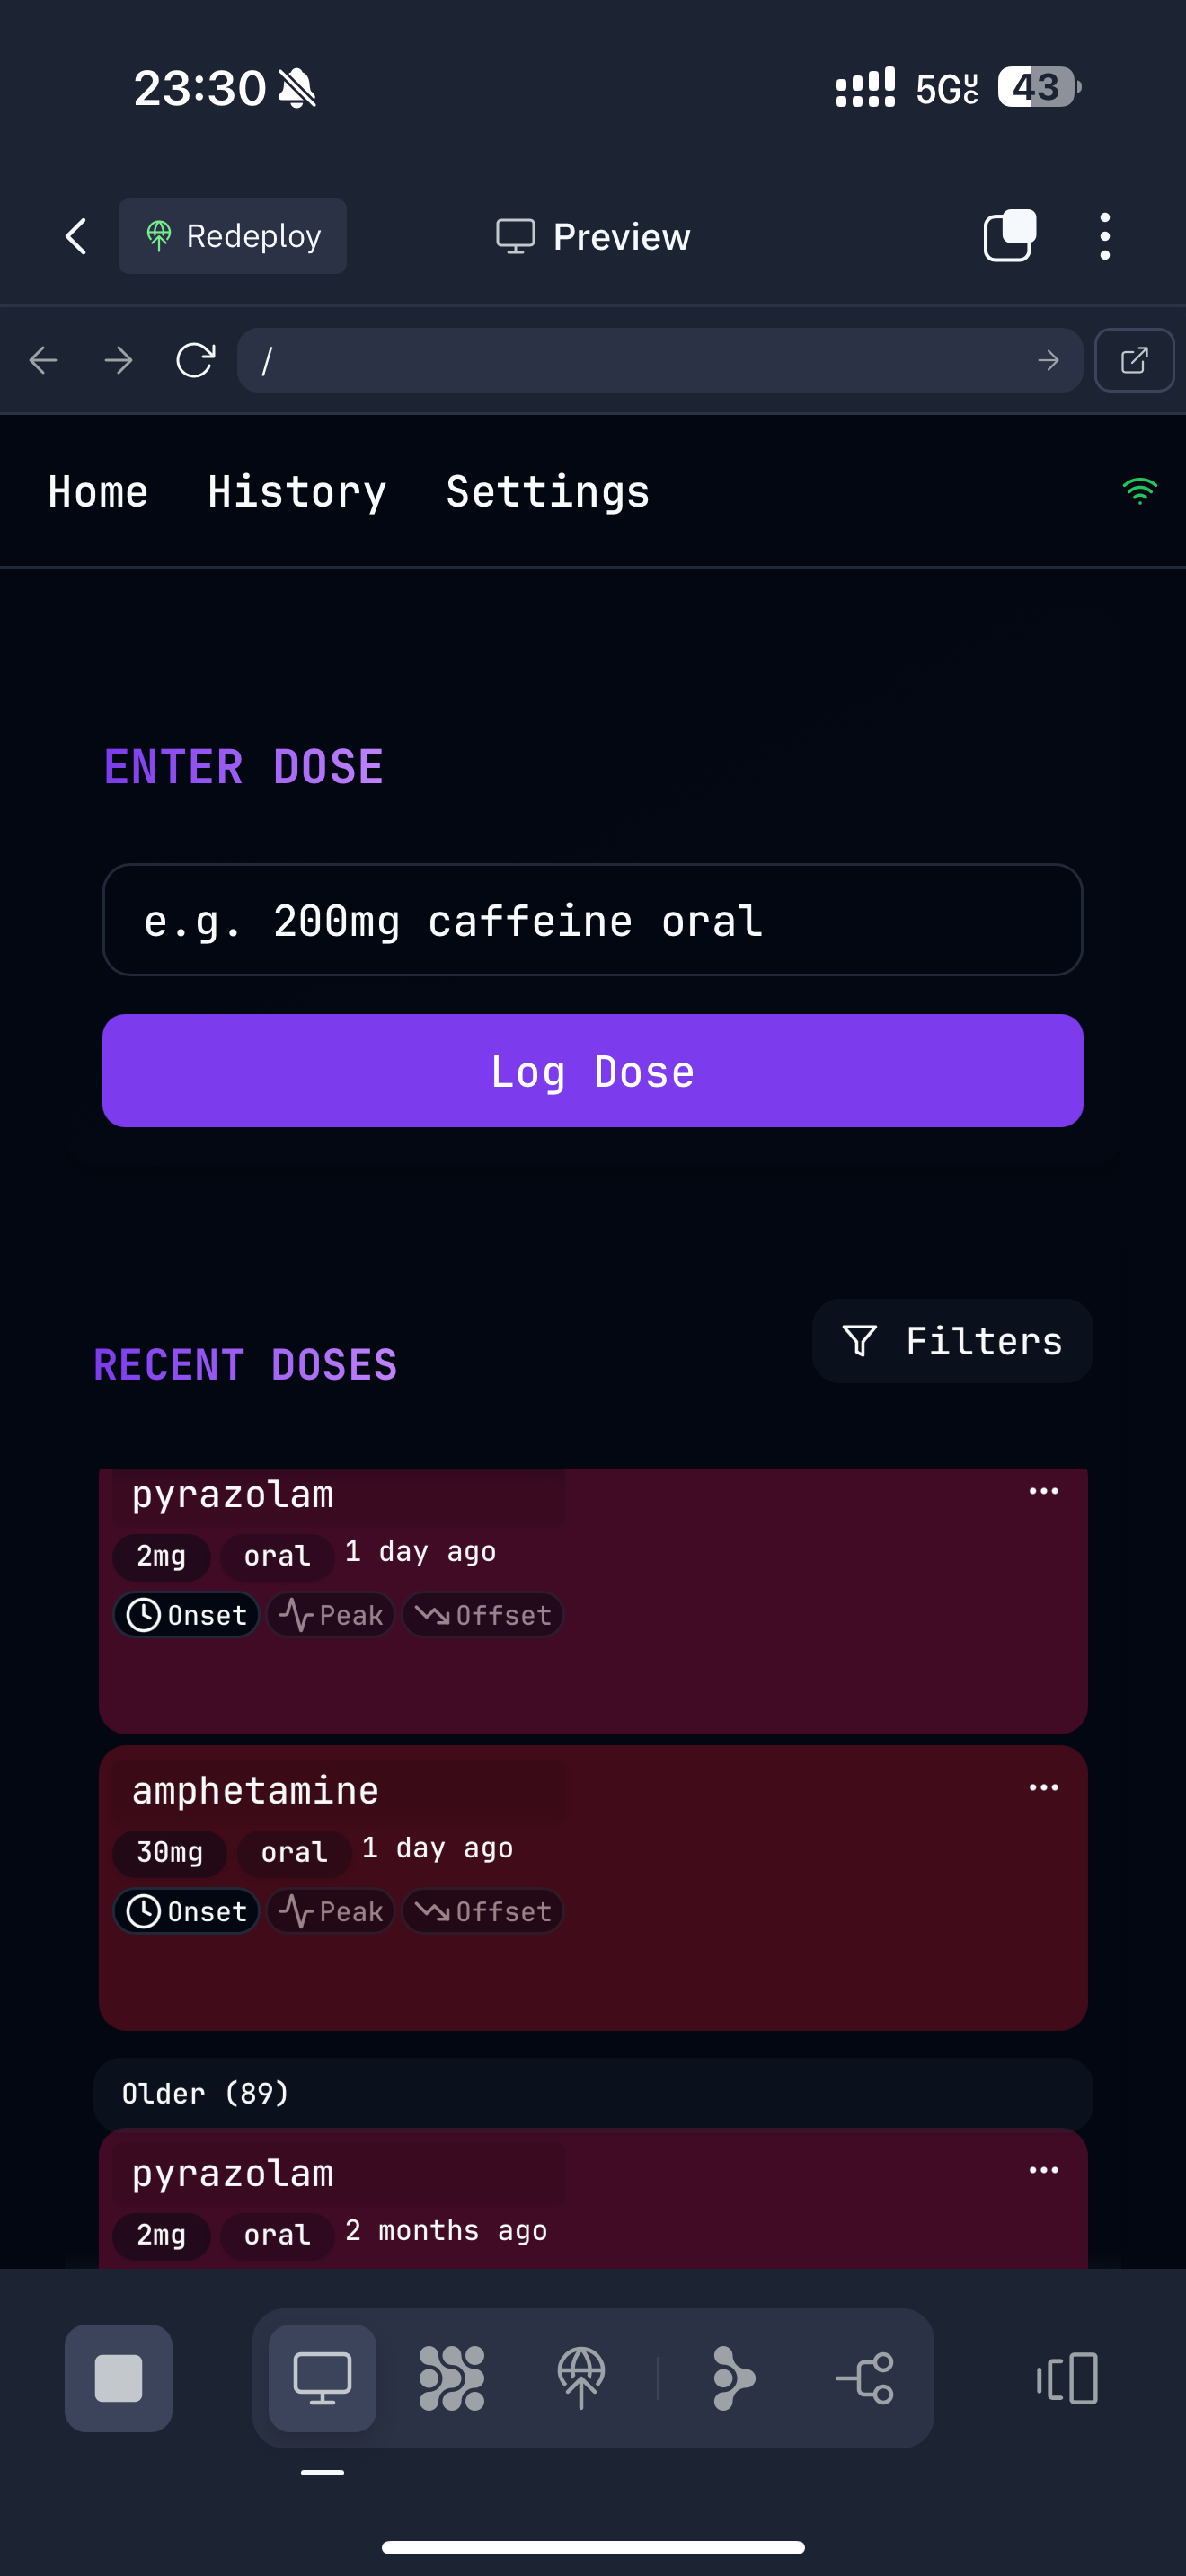 23:30 5GUC 43
Redeploy Preview
/
Home History Settings
ENTER DOSE
e.g. 200mg caffeine oral
Log Dose
RECENT DOSES Filters
pyrazolam
2mg oral 1 day ago
Onset Peak Offset
amphetamine
30mg oral 1 day ago
Onset Peak Offset
Older (89)
pyrazolam
2mg oral 2 months ago